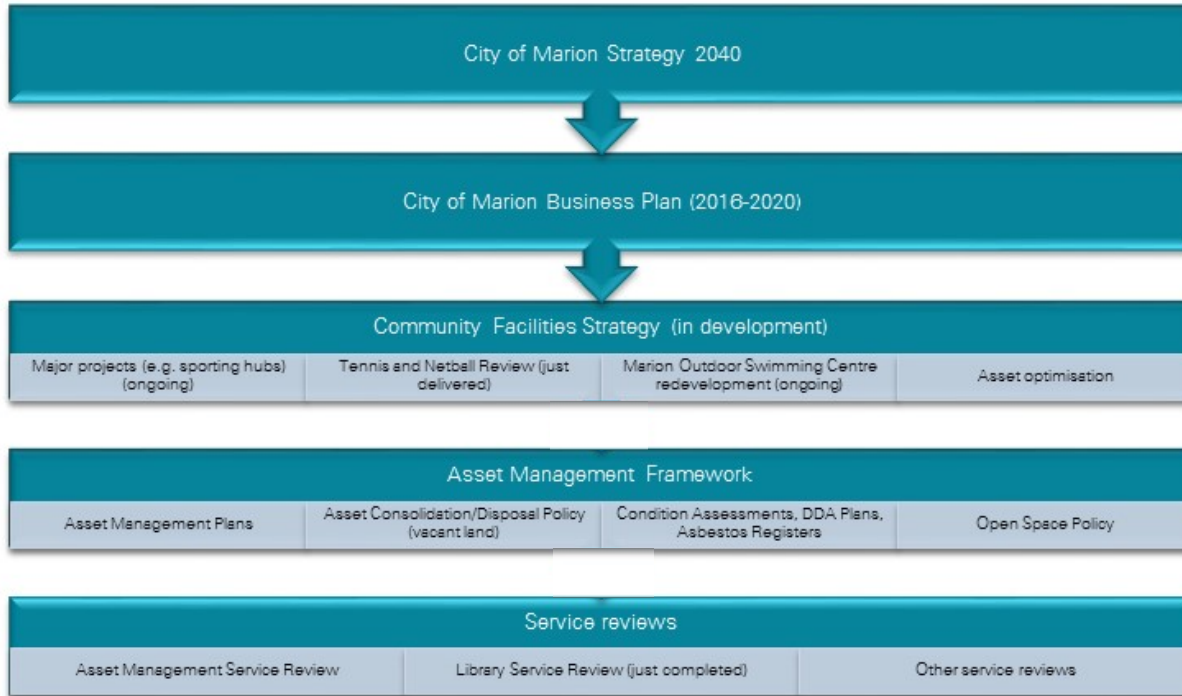 City of Marion Strategy 2040
City of Marion Business Plan (2016-2020)
Community Facilities Strategy (in development)
Major projects (e.g. sporting hubs)
(ongoing)
Tennis and Netball Review (just
delivered)
Marion Outdoor Swimming Centre
redevelopment (ongoing)
Asset optimisation
Asset Management Framework
Asset Management Plans
Asset Consolidation/Disposal Policy
(vacant land)
Condition Assessments, DDA Plans,
Asbestos Registers
Open Space Policy
Service reviews
Asset Management Service Review
Library Service Review (just completed)
Other service reviews